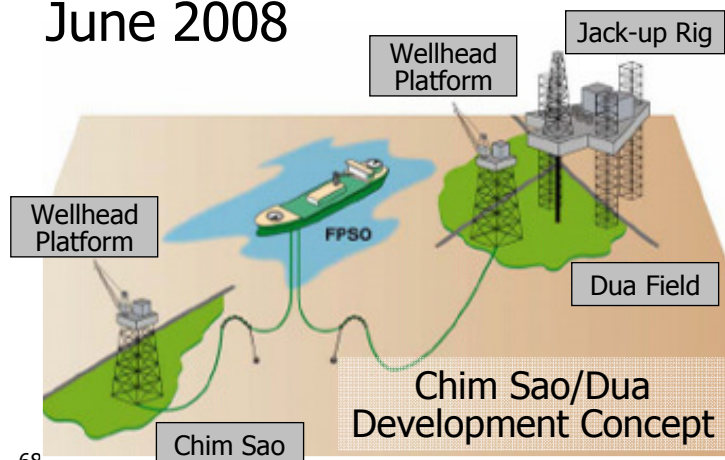 June 2008
Jack-up Rig
Wellhead
Platform
Wellhead
Platform
FPSO
Dua Field
Chim Sao/Dua
Development Concept
Chim Sao
68